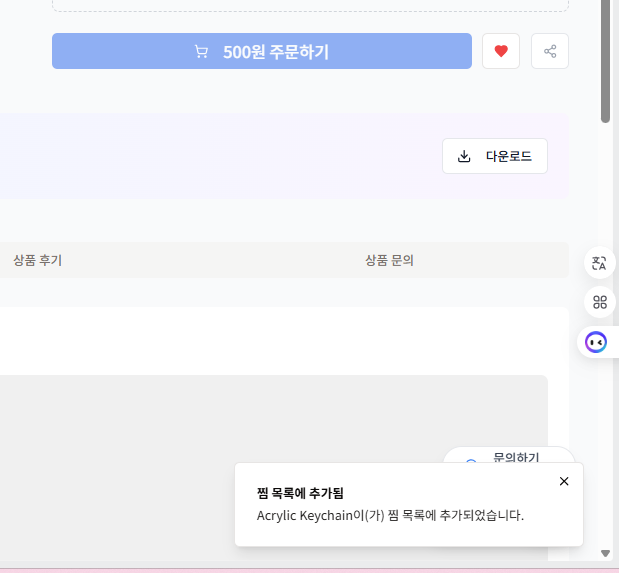 500원 주문하기
다운로드
상품 후기
상품 문의
문의하기
찜 목록에 추가됨
Acrylic Keychain이(가) 찜 목록에 추가되었습니다.